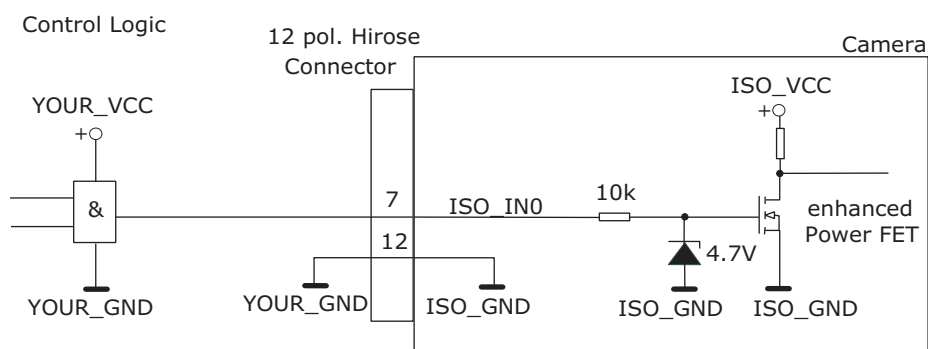 Control Logic
12 pol. Hirose
Connector
Camera
YOUR_VCC
+
ISO_VCC
+
&
7
ISO_IN0
10k
enhanced
Power FET
12
4.7V
YOUR_GND
YOUR_GND
ISO_GND
ISO_GND
ISO_GND